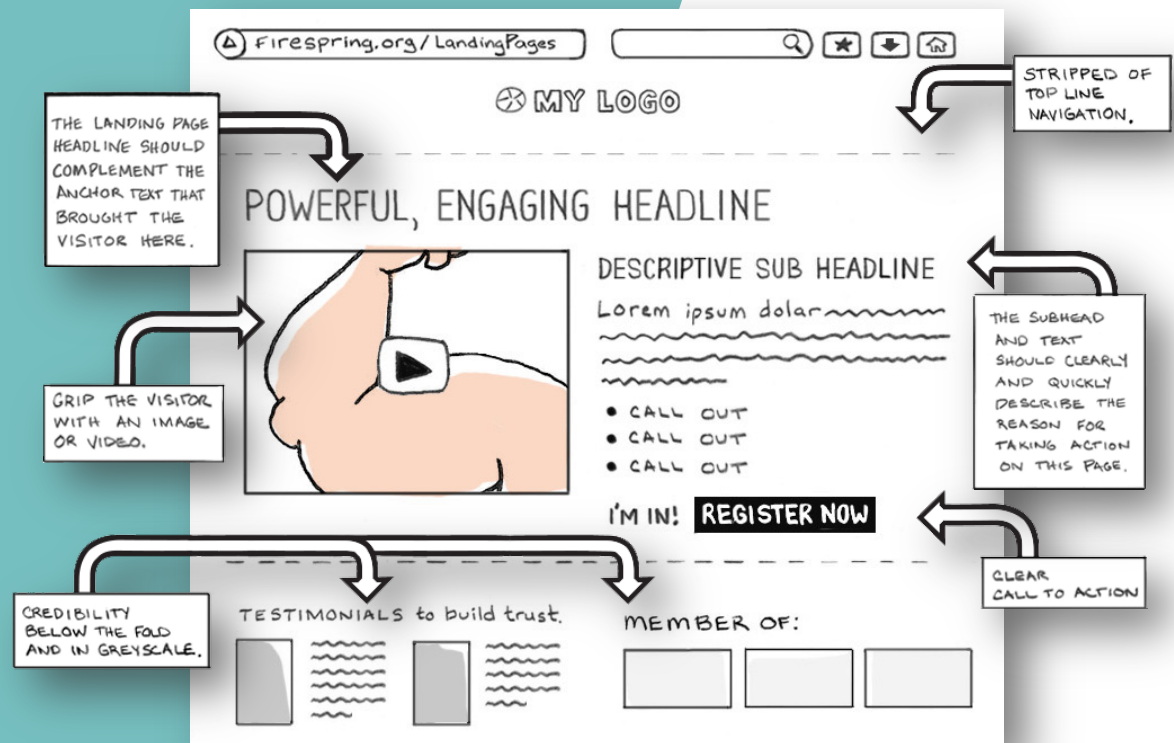 Firespring.org/LandingPages
MY LOGO
STRIPPED OF
TOP LINE
NAVIGATION.
THE LANDING PAGE
HEADLINE SHOULD
COMPLEMENT THE
ANCHOR TEXT THAT
BROUGHT THE
VISITOR HERE.
POWERFUL, ENGAGING HEADLINE
GRIP THE VISITOR
WITH AN IMAGE
OR VIDEO.
DESCRIPTIVE SUB HEADLINE
Lorem ipsum dolar
• CALL OUT
• CALL OUT
• CALL OUT
I'M IN! REGISTER NOW
THE SUBHEAD
AND TEXT
SHOULD CLEARLY
AND QUICKLY
DESCRIBE THE
REASON FOR
TAKING ACTION
ON THIS PAGE.
CLEAR
CALL TO ACTION
CREDIBILITY
BELOW THE FOLD
AND IN GREYSCALE.
TESTIMONIALS to build trust.
MEMBER OF: